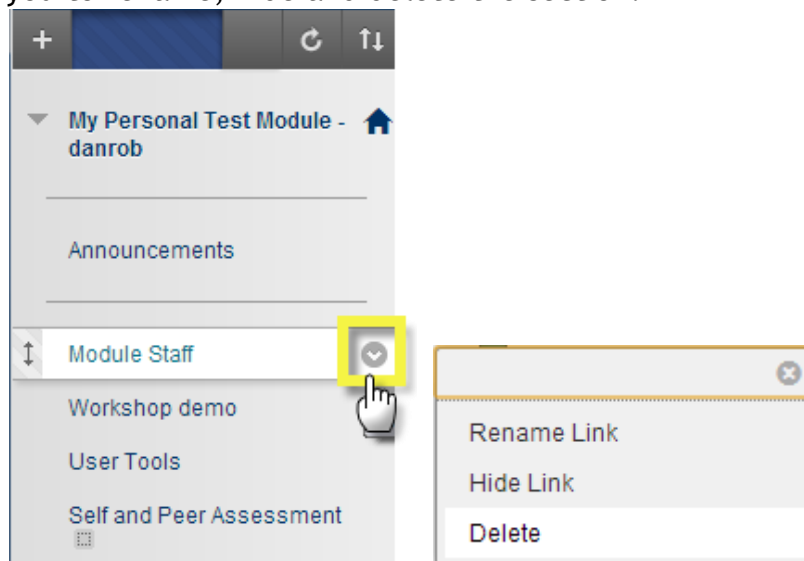 My Personal Test Module -
danrob
Announcements
Module Staff
Workshop demo
User Tools
Self and Peer Assessment
Rename Link
Hide Link
Delete